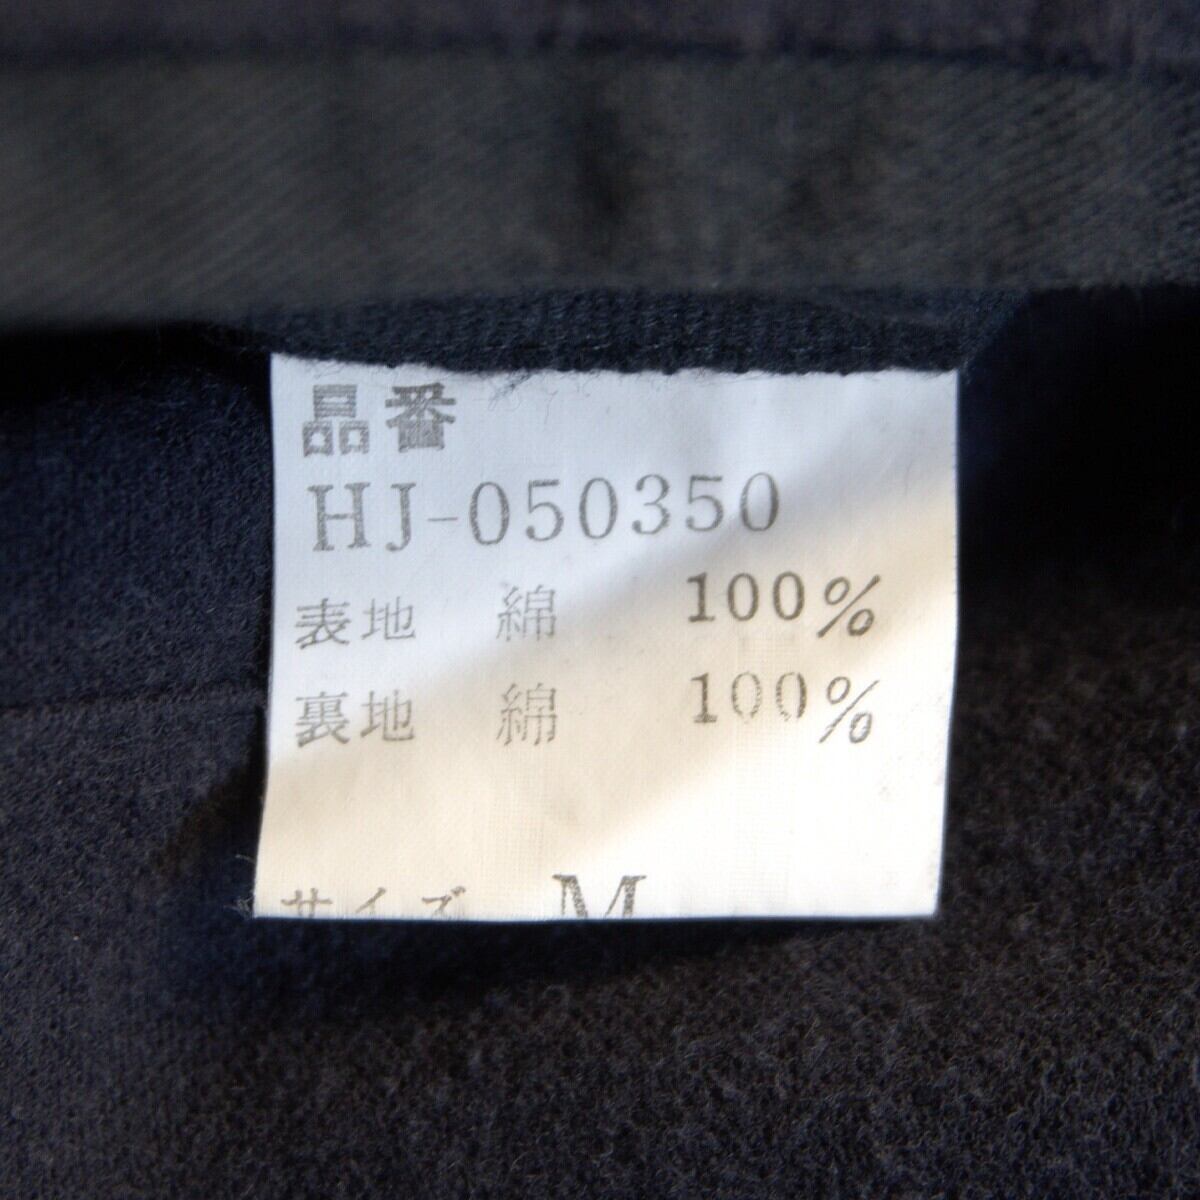 品番
HJ-050350
表地 綿 100%
裏地 綿 100%
サイズ M